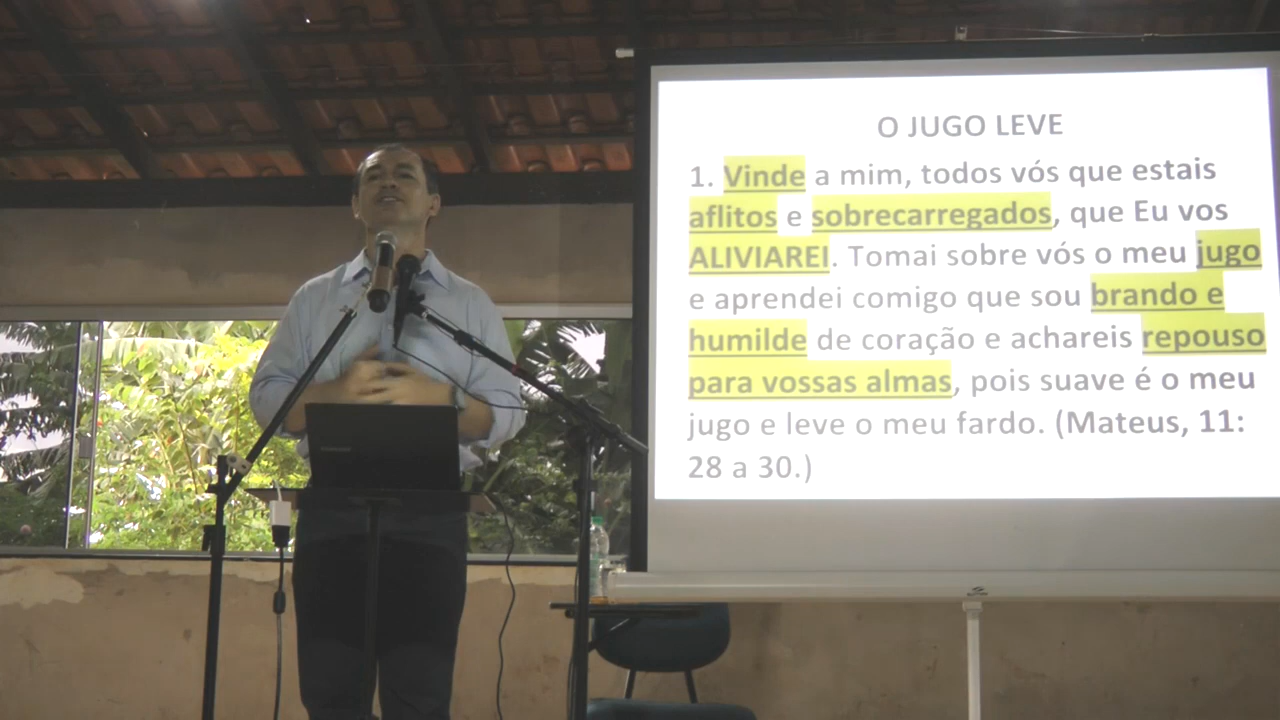 O JUGO LEVE
1. Vinde a mim, todos vós que estais
aflitos e sobrecarregados, que Eu vos
ALIVIAREI. Tomai sobre vós o meu jugo
e aprendei comigo que sou brando e
humilde de coração e achareis repouso
para vossas almas, pois suave é o meu
jugo e leve o meu fardo. (Mateus, 11:
28 a 30.)